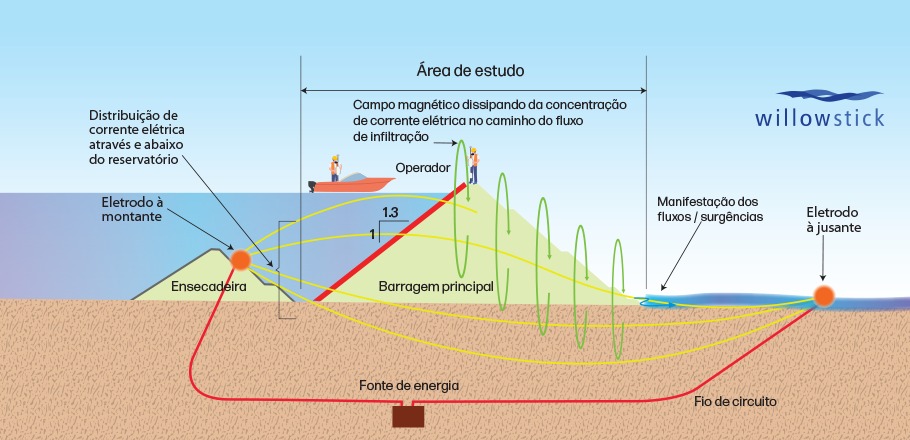 Área de estudo
willowstick
Campo magnético dissipando da concentração
de corrente elétrica no caminho do fluxo
de infiltração
Distribuição de
corrente elétrica
através e abaixo
do reservatório
Operador
Eletrodo à
montante
Manifestação dos
fluxos / surgências
Eletrodo
à jusante
1.3
1
Ensecadeira
Barragem principal
Fonte de energia
Fio de circuito